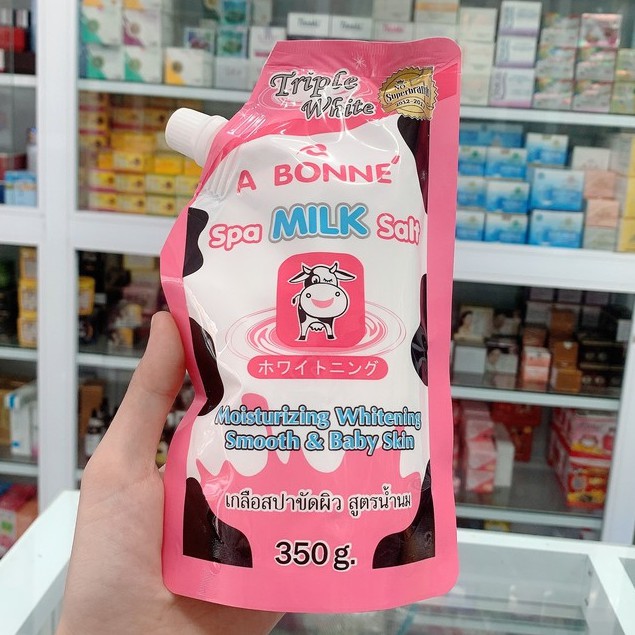 Triple
White
Superbrands
A BONNE'
Spa MILK Salt
ホワイトニング
Moisturizing Whitening
Smooth & Baby Skin
เกลือสปาขัดผิว สูตรน้ำนม
350 g.